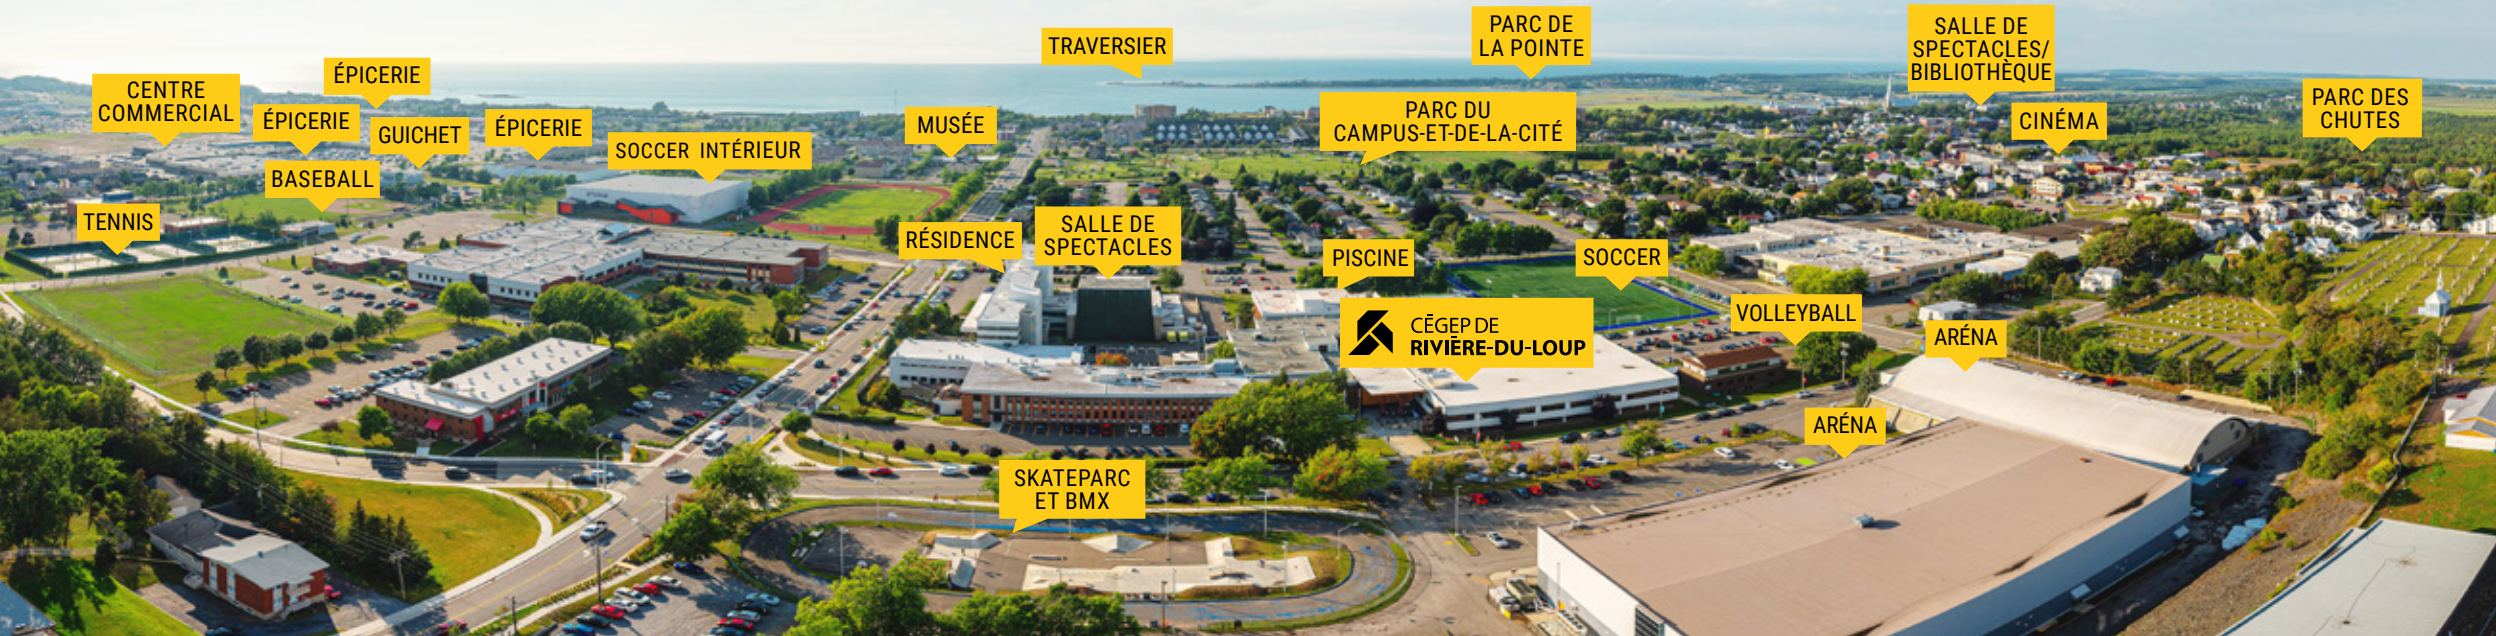 TRAVERSIER
PARC DE
LA POINTE
SALLE DE
SPECTACLES/
BIBLIOTHÈQUE
CENTRE
COMMERCIAL
ÉPICERIE
ÉPICERIE
GUICHET
ÉPICERIE
SOCCER INTÉRIEUR
MUSÉE
PARC DU
CAMPUS-ET-DE-LA-CITÉ
CINÉMA
PARC DES
CHUTES
BASEBALL
TENNIS
RÉSIDENCE
SALLE DE
SPECTACLES
PISCINE
SOCCER
CÉGEP DE
RIVIÈRE-DU-LOUP
VOLLEYBALL
ARÉNA
ARÉNA
SKATEPARC
ET BMX